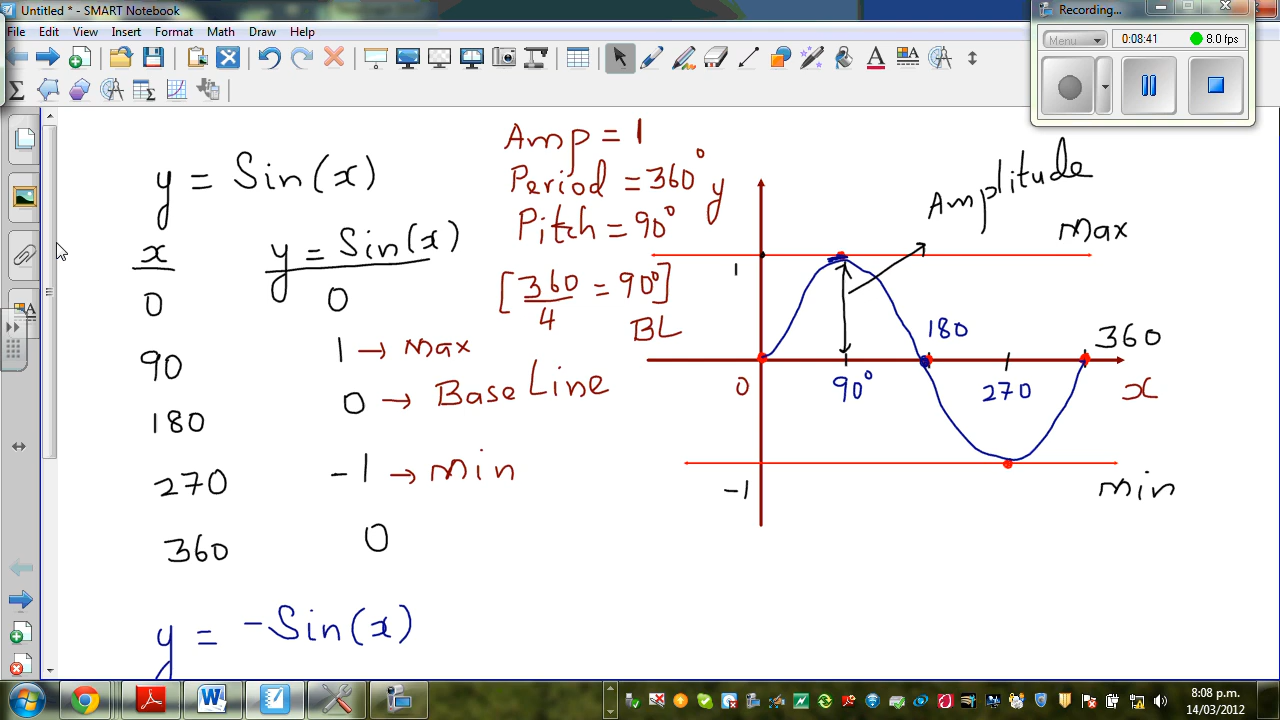 Untitled * - SMART Notebook
Recording...
File Edit View Insert Format Math Draw Help
Menu 0:08:41 8.0 fps
Amp = 1
Period = 360°
Pitch = 90°
[360/4 = 90°]
y = Sin(x)
x y = Sin(x)
0 0
90 1 → Max
180 0 → Base Line
270 -1 → Min
360 0
y = -Sin(x)
y
Amplitude
Max
1
BL
180
360
0
90°
270
x
-1
min
8:08 p.m.
14/03/2012